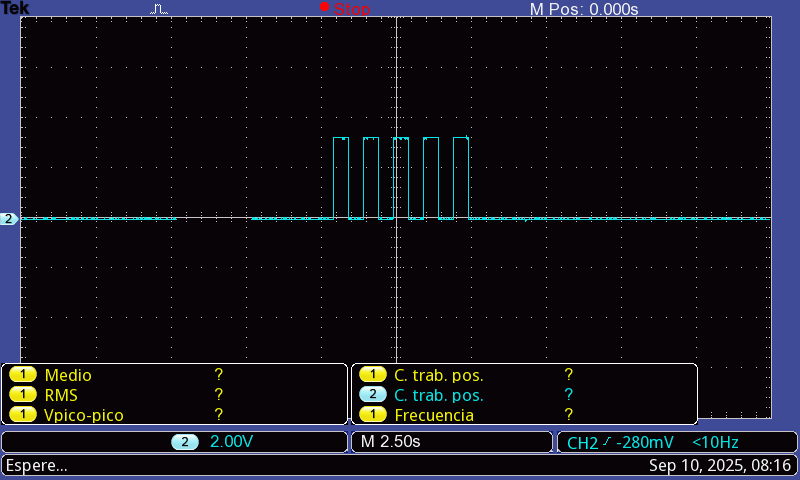 Tek Stop M Pos: 0.000s
2
1 Medio ? 1 C. trab. pos. ?
1 RMS ? 2 C. trab. pos. ?
1 Vpico-pico ? 1 Frecuencia ?
2 2.00V M 2.50s CH2 -280mV <10Hz
Espere... Sep 10, 2025, 08:16